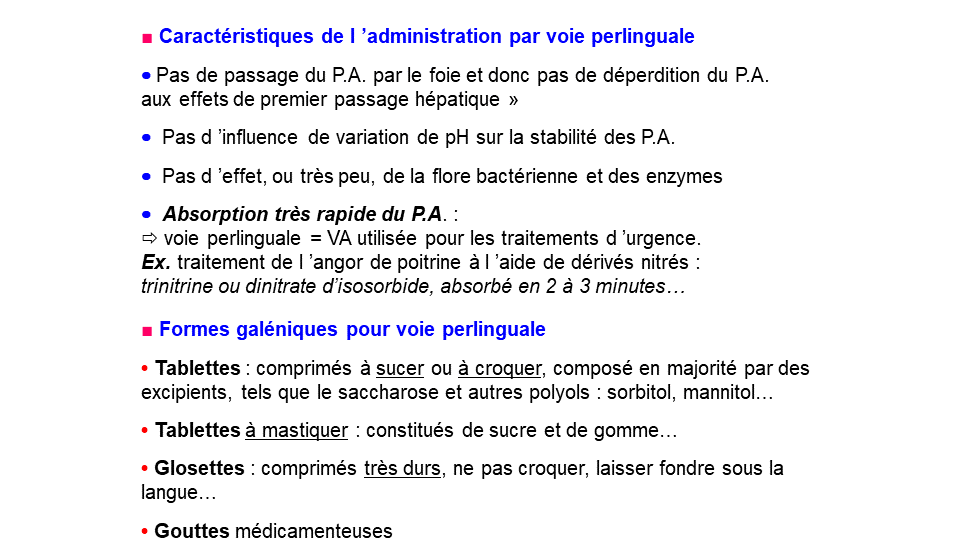 ■ Caractéristiques de l ’administration par voie perlinguale
• Pas de passage du P.A. par le foie et donc pas de déperdition du P.A.
aux effets de premier passage hépatique »
• Pas d ’influence de variation de pH sur la stabilité des P.A.
• Pas d ’effet, ou très peu, de la flore bactérienne et des enzymes
• Absorption très rapide du P.A. :
⇨ voie perlinguale = VA utilisée pour les traitements d ’urgence.
Ex. traitement de l ’angor de poitrine à l ’aide de dérivés nitrés :
trinitrine ou dinitrate d’isosorbide, absorbé en 2 à 3 minutes…
■ Formes galéniques pour voie perlinguale
• Tablettes : comprimés à sucer ou à croquer, composé en majorité par des
excipients, tels que le saccharose et autres polyols : sorbitol, mannitol…
• Tablettes à mastiquer : constitués de sucre et de gomme…
• Glosettes : comprimés très durs, ne pas croquer, laisser fondre sous la
langue…
• Gouttes médicamenteuses